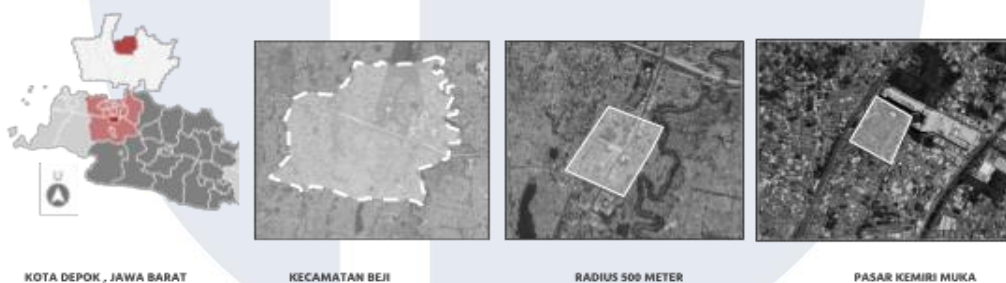 KOTA DEPOK , JAWA BARAT
KECAMATAN BEJI
RADIUS 500 METER
PASAR KEMIRI MUKA